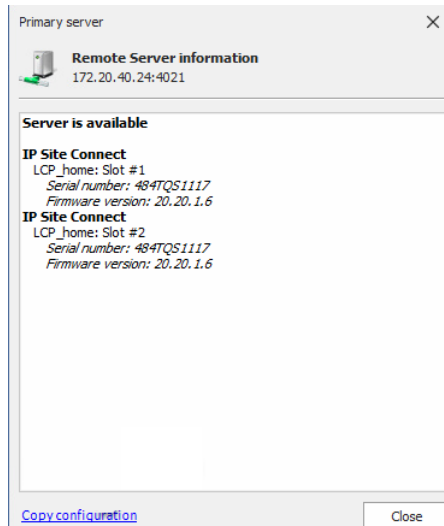 Primary server
Remote Server information
172.20.40.24:4021
Server is available
IP Site Connect
LCP_home: Slot #1
Serial number: 484TQS1117
Firmware version: 20.20.1.6
IP Site Connect
LCP_home: Slot #2
Serial number: 484TQS1117
Firmware version: 20.20.1.6
Copy configuration
Close